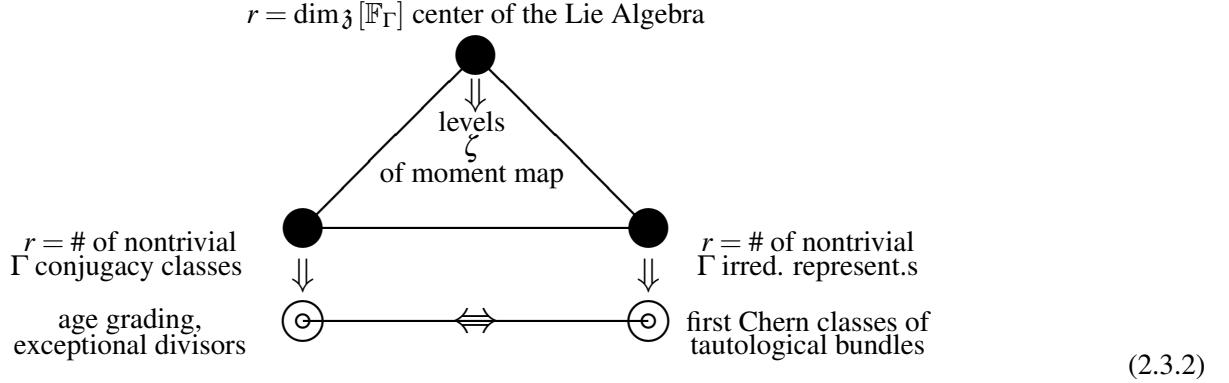 r = dim 𝔷 [𝔽_Γ] center of the Lie Algebra
⇓
levels
ζ
of moment map
r = # of nontrivial
Γ conjugacy classes
r = # of nontrivial
Γ irred. represent.s
⇓
⇓
age grading,
exceptional divisors
⇔
first Chern classes of
tautological bundles
(2.3.2)